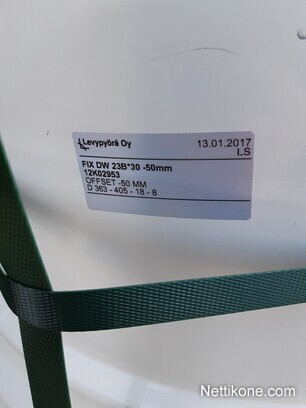 Levypyörä Oy
13.01.2017
LS
FIX DW 23B*30 -50mm
12K02953
OFFSET -50 MM
D 363 - 405 - 18 - 8
Nettikone.com